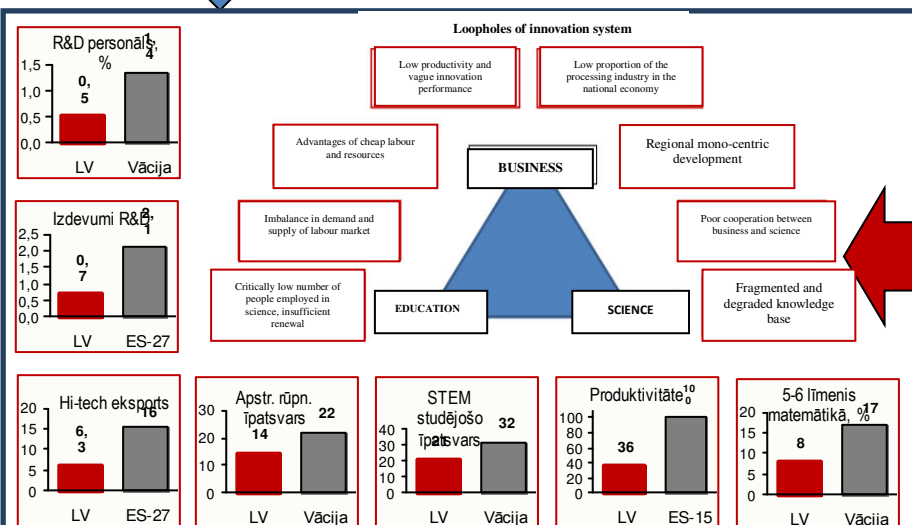 Loopholes of innovation system
R&D personāls,
%
1,
4
0,
5
1,5
1,0
0,5
0,0
LV Vācija
Low productivity and
vague innovation
performance
Low proportion of the
processing industry in the
national economy
Advantages of cheap labour
and resources
BUSINESS
Regional mono-centric
development
Izdevumi R&D
2,
1
0,
7
2,5
2,0
1,5
1,0
0,5
0,0
LV ES-27
Imbalance in demand and
supply of labour market
Poor cooperation between
business and science
Critically low number of
people employed in
science, insufficient
renewal
EDUCATION
SCIENCE
Fragmented and
degraded knowledge
base
Hi-tech eksports
16
6,
3
20
15
10
5
0
LV ES-27
Apstr. rūpn.
īpatsvars
22
14
30
20
10
0
LV Vācija
STEM
studējošo
īpatsvars
32
21
40
30
20
10
0
LV Vācija
Produktivitāte
10
0
36
100
80
60
40
20
0
LV ES-15
5-6 līmenis
matemātikā, %
17
8
20
15
10
5
0
LV Vācija